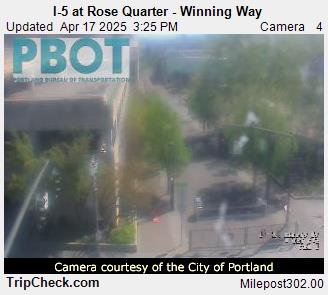 I-5 at Rose Quarter - Winning Way
Updated Apr 17 2025 3:25 PM Camera 4
PBOT
PORTLAND BUREAU OF TRANSPORTATION
Camera courtesy of the City of Portland
TripCheck.com Milepost302.00